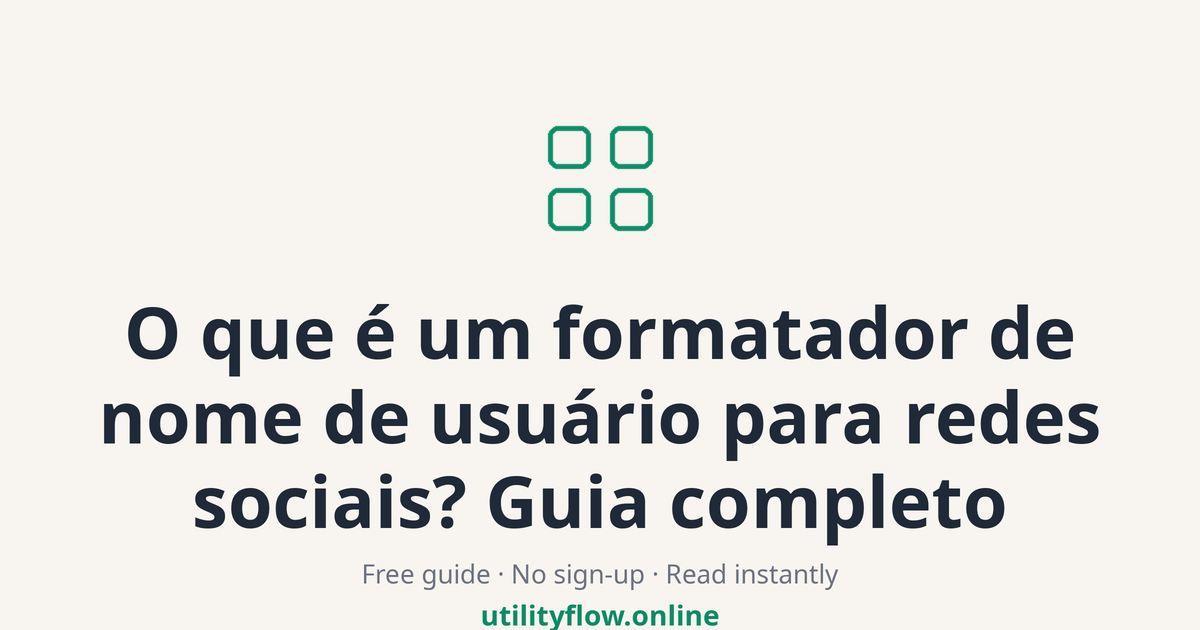 O que é um formatador de
nome de usuário para redes
sociais? Guia completo
Free guide · No sign-up · Read instantly
utilityflow.online